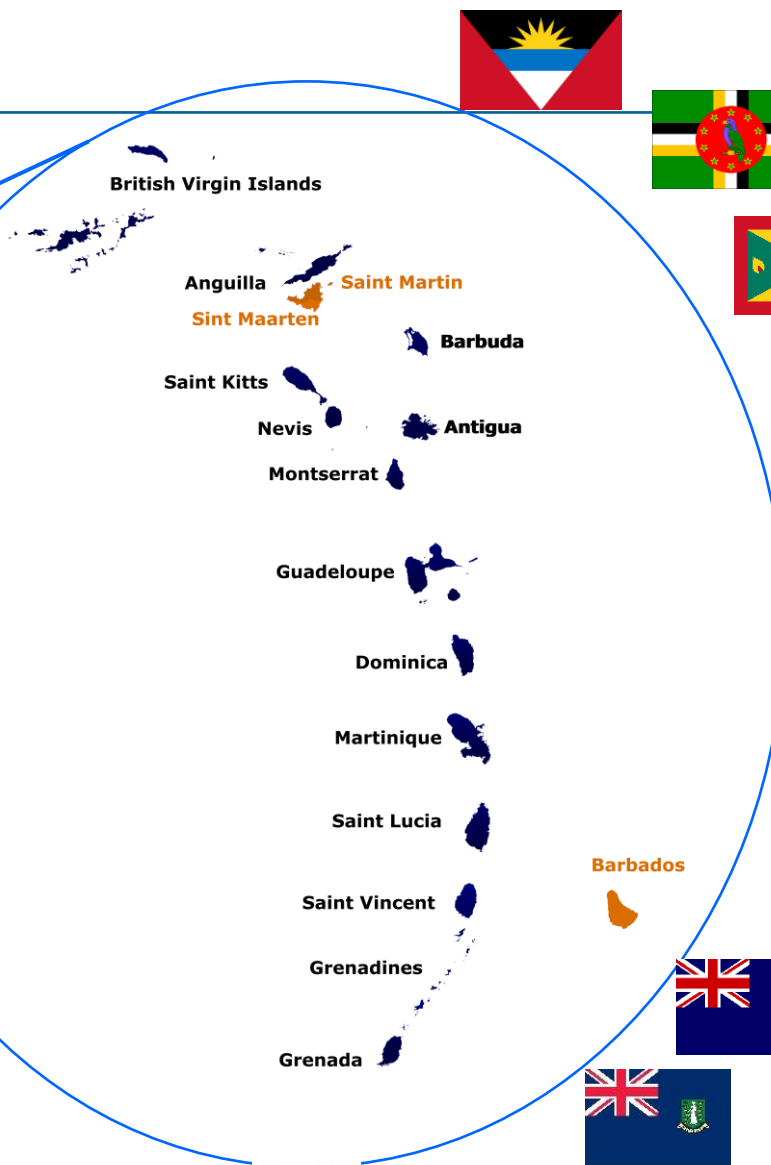 British Virgin Islands
Anguilla
Saint Martin
Sint Maarten
Barbuda
Saint Kitts
Nevis
Antigua
Montserrat
Guadeloupe
Dominica
Martinique
Saint Lucia
Barbados
Saint Vincent
Grenadines
Grenada